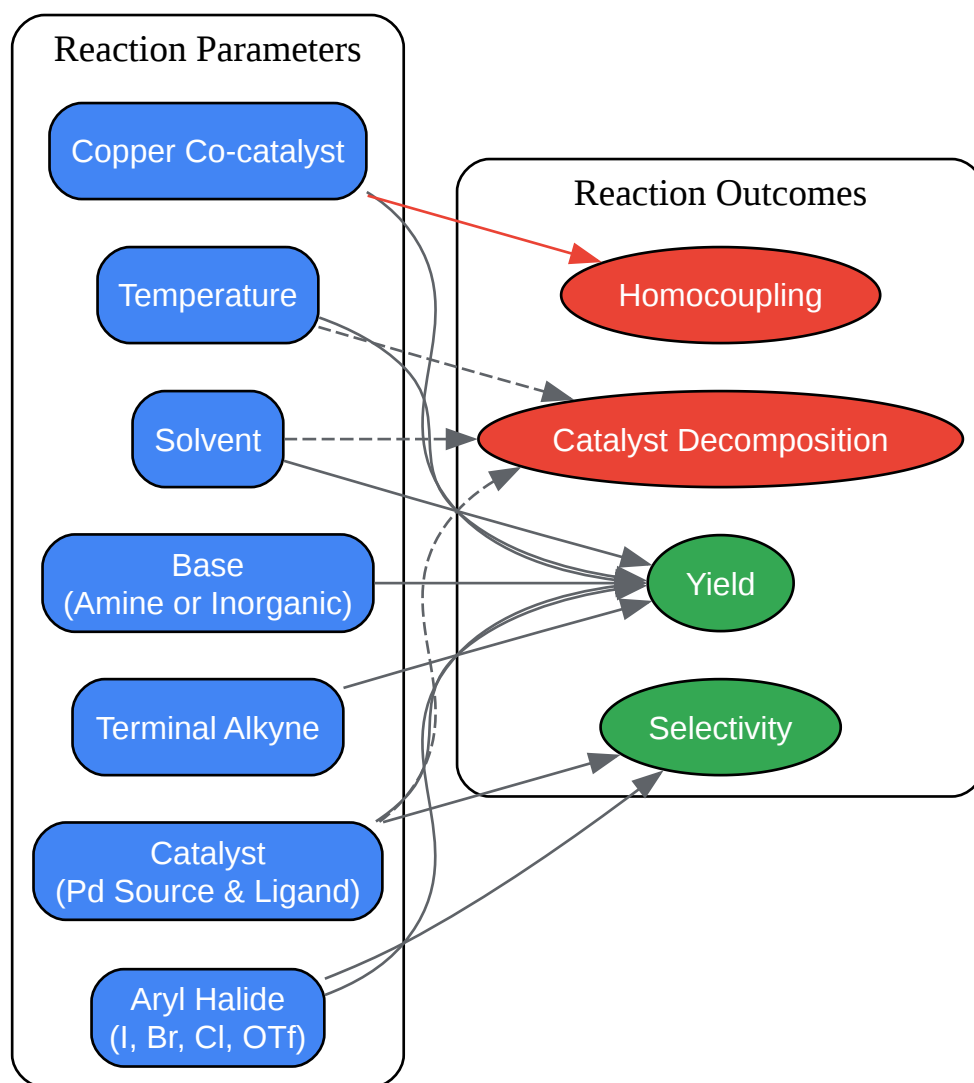 Reaction Parameters
Copper Co-catalyst
Temperature
Solvent
Base
(Amine or Inorganic)
Terminal Alkyne
Catalyst
(Pd Source & Ligand)
Aryl Halide
(I, Br, Cl, OTf)
Reaction Outcomes
Homocoupling
Catalyst Decomposition
Yield
Selectivity